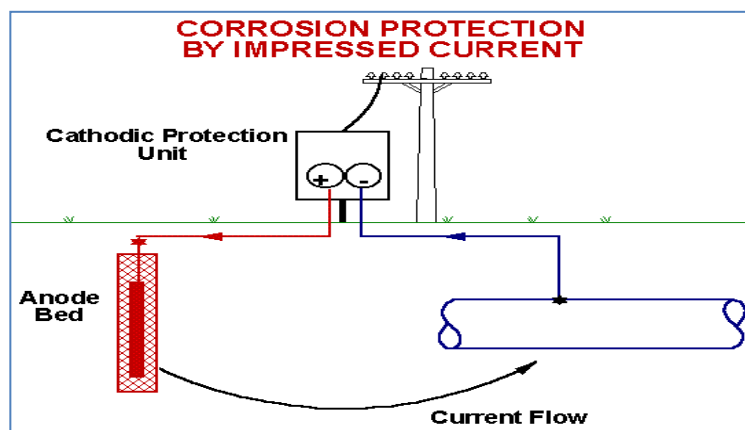 CORROSION PROTECTION
BY IMPRESSED CURRENT
Cathodic Protection
Unit
+ -
Anode
Bed
Current Flow